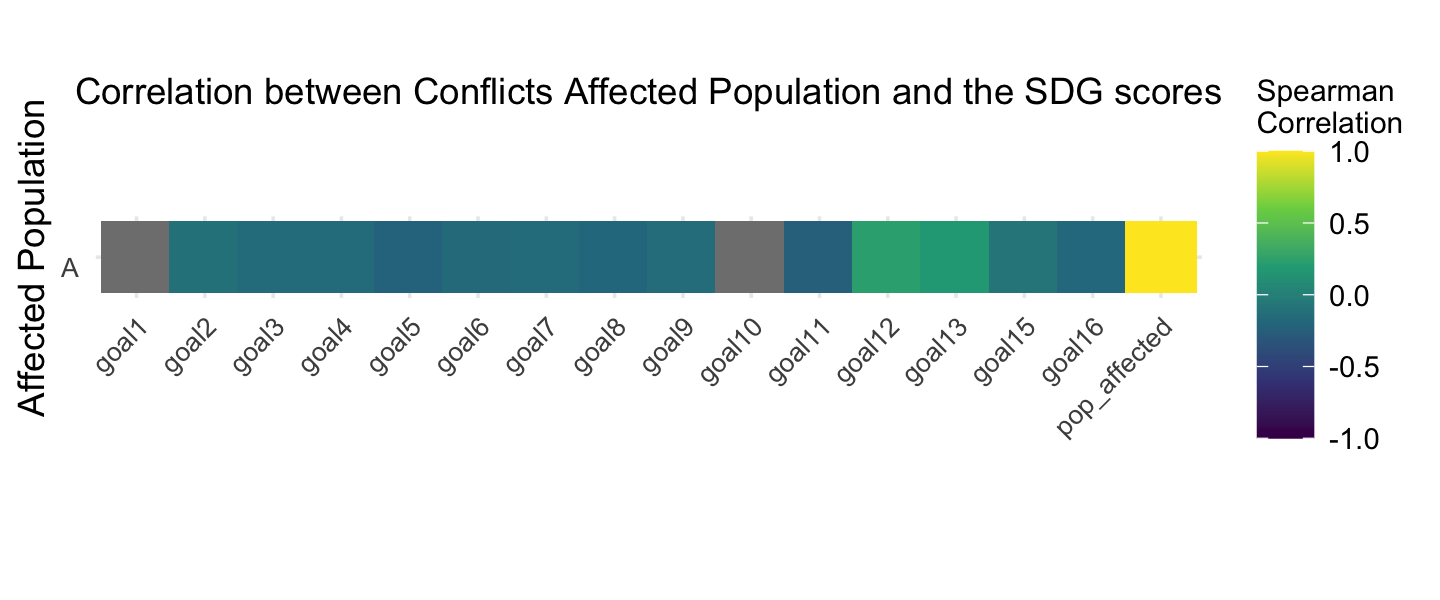 Correlation between Conflicts Affected Population and the SDG scores
Affected Population
A
goal1
goal2
goal3
goal4
goal5
goal6
goal7
goal8
goal9
goal10
goal11
goal12
goal13
goal15
goal16
pop_affected
Spearman
Correlation
1.0
0.5
0.0
-0.5
-1.0